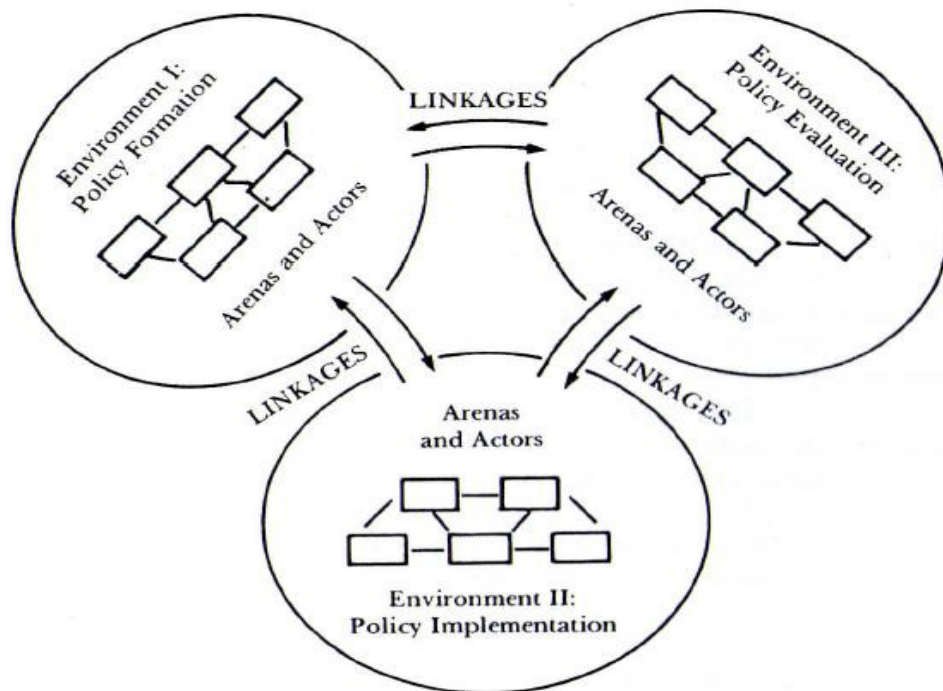 Environment I:
Policy Formation
Arenas and Actors
LINKAGES
Environment III:
Policy Evaluation
Arenas and Actors
LINKAGES
LINKAGES
Arenas
and Actors
Environment II:
Policy Implementation